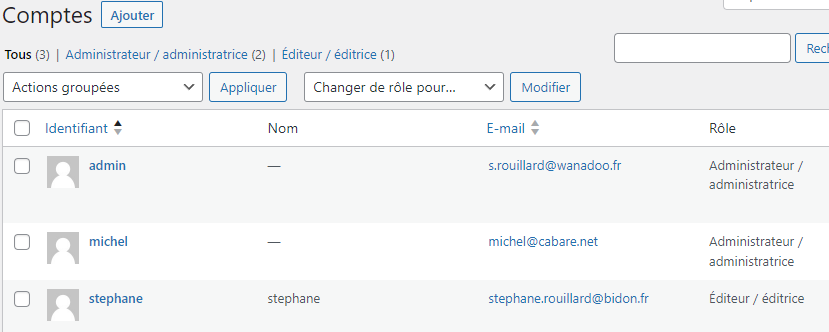 Comptes Ajouter
Tous (3) | Administrateur / administratrice (2) | Éditeur / éditrice (1)
Actions groupées Appliquer Changer de rôle pour... Modifier
Identifiant Nom E-mail Rôle
admin — s.rouillard@wanadoo.fr Administrateur /
administratrice
michel — michel@cabare.net Administrateur /
administratrice
stephane stephane stephane.rouillard@bidon.fr Éditeur / éditrice